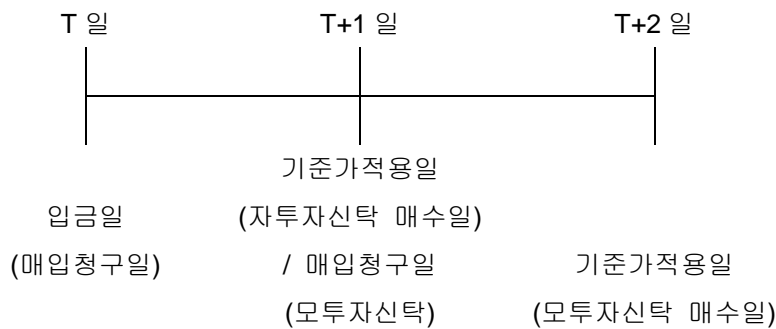 T 일 T+1 일 T+2 일
기준가적용일
입금일 (자투자신탁 매수일)
(매입청구일) / 매입청구일 기준가적용일
(모투자신탁) (모투자신탁 매수일)